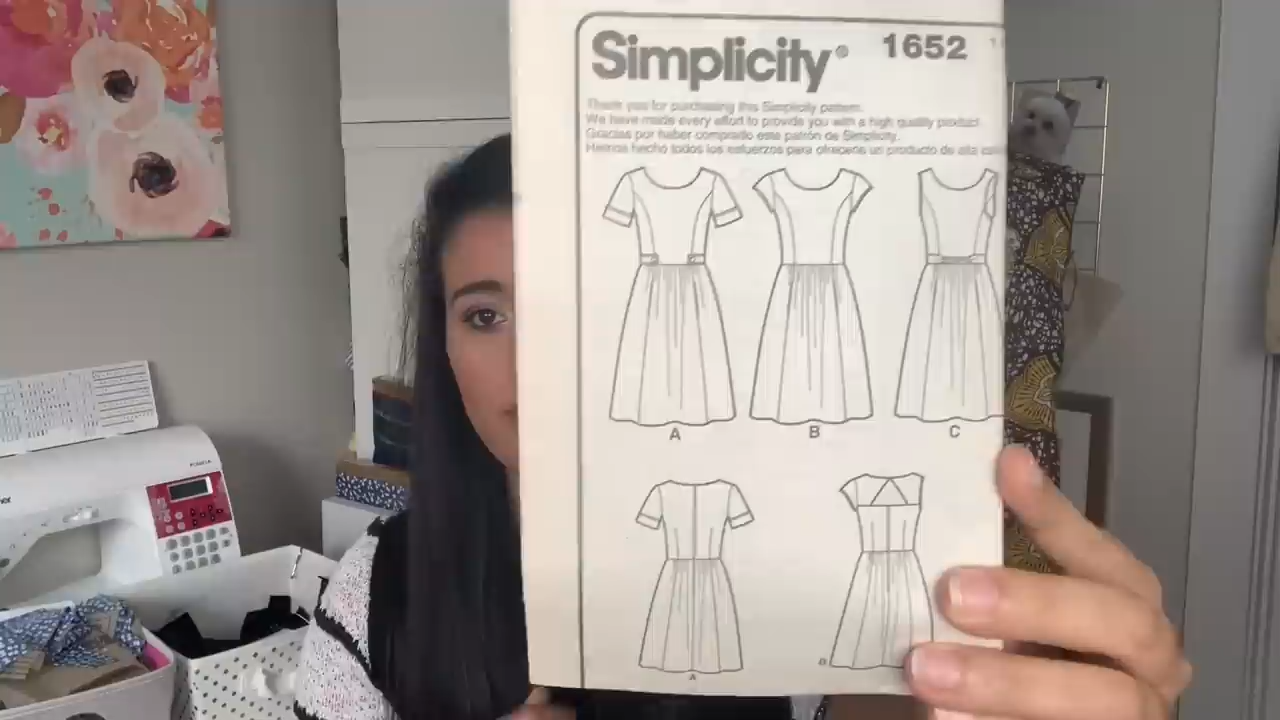 Simplicity® 1652
Thank you for purchasing this Simplicity pattern.
We have made every effort to provide you with a high quality product.
Gracias por haber comprado este patrón de Simplicity.
Hemos hecho todos los esfuerzos para ofrecerle un producto de alta
A B C
A B